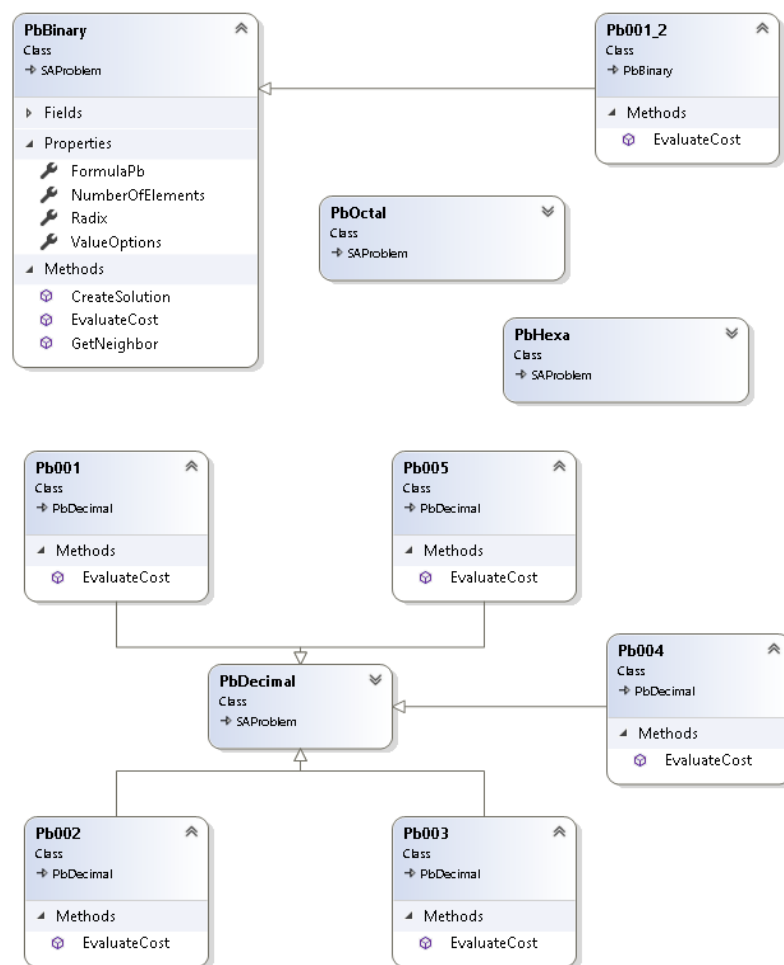 PbBinary
Class
SAProblem
Fields
Properties
FormulaPb
NumberOfElements
Radix
ValueOptions
Methods
CreateSolution
EvaluateCost
GetNeighbor
Pb001_2
Class
PbBinary
Methods
EvaluateCost
PbOctal
Class
SAProblem
PbHexa
Class
SAProblem
Pb001
Class
PbDecimal
Methods
EvaluateCost
Pb005
Class
PbDecimal
Methods
EvaluateCost
PbDecimal
Class
SAProblem
Pb004
Class
PbDecimal
Methods
EvaluateCost
Pb002
Class
PbDecimal
Methods
EvaluateCost
Pb003
Class
PbDecimal
Methods
EvaluateCost